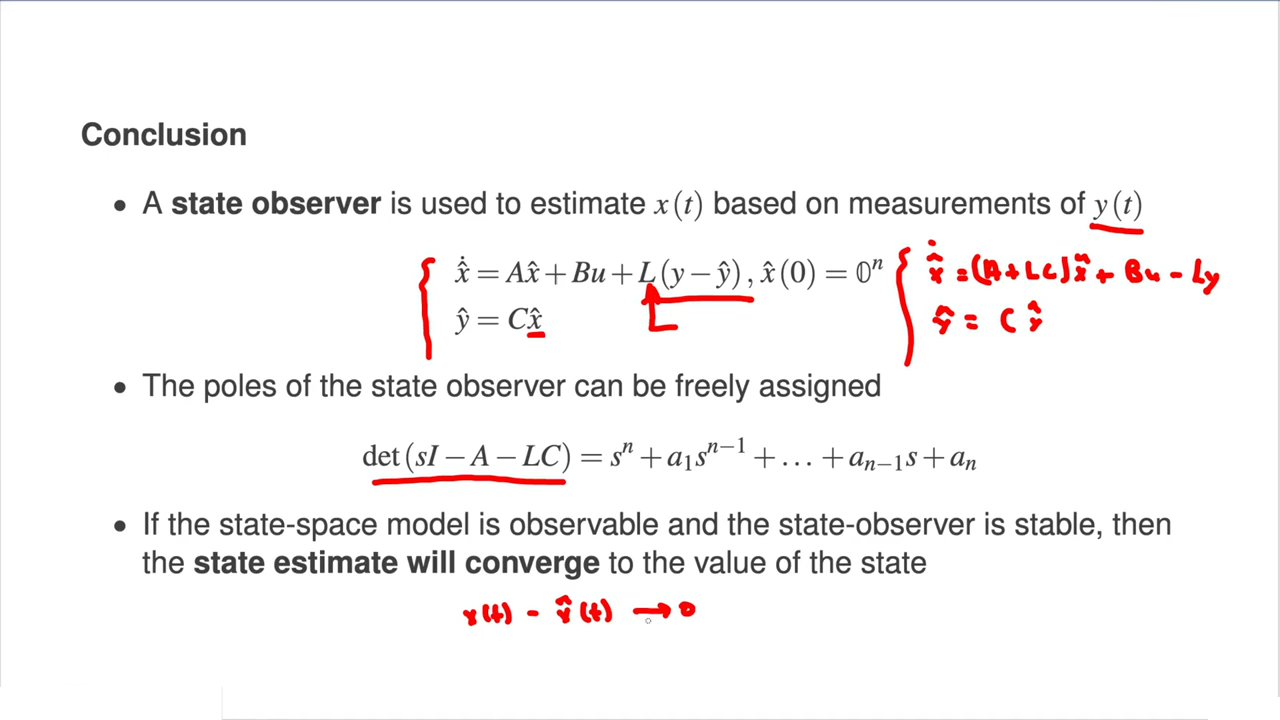 Conclusion
• A state observer is used to estimate x(t) based on measurements of y(t)
x̂̇ = Ax̂ + Bu + L(y − ŷ), x̂(0) = 𝟘ⁿ
ŷ = Cx̂
x̂̇ = (A + LC)x̂ + Bu − Ly
ŷ = Cx̂
• The poles of the state observer can be freely assigned
det(sI − A − LC) = sⁿ + a₁sⁿ⁻¹ + … + aₙ₋₁s + aₙ
• If the state-space model is observable and the state-observer is stable, then
the state estimate will converge to the value of the state
x(t) − x̂(t) → 0